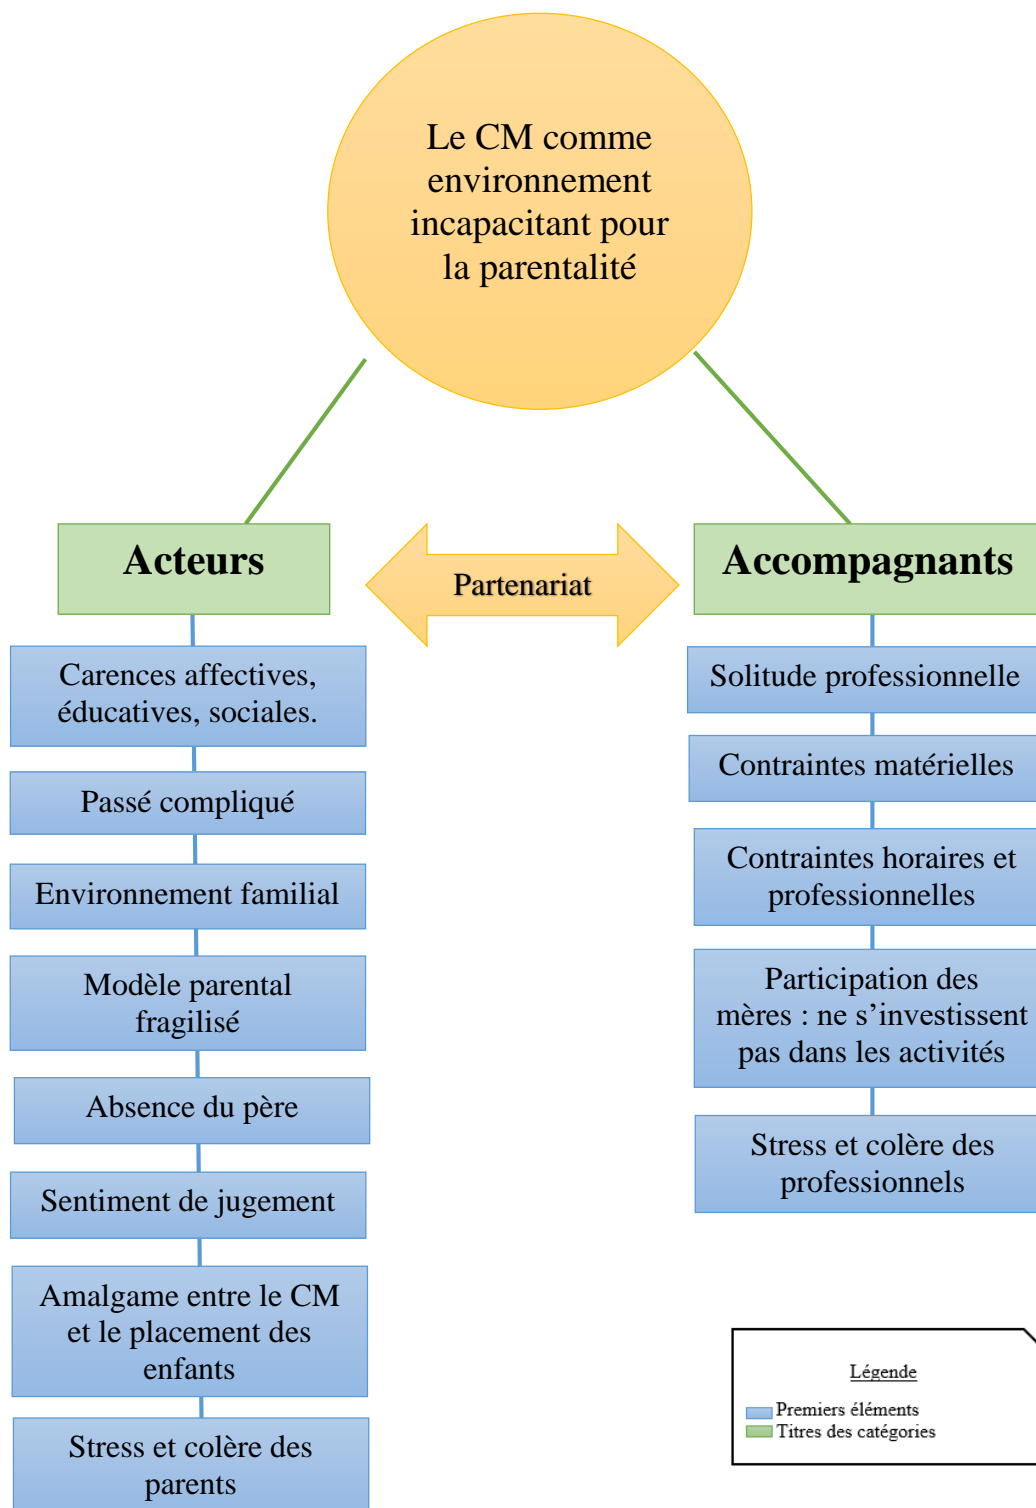 Le CM comme
environnement
incapacitant pour
la parentalité
Acteurs
Partenariat
Accompagnants
Carences affectives,
éducatives, sociales.
Passé compliqué
Environnement familial
Modèle parental
fragilisé
Absence du père
Sentiment de jugement
Amalgame entre le CM
et le placement des
enfants
Stress et colère des
parents
Solitude professionnelle
Contraintes matérielles
Contraintes horaires et
professionnelles
Participation des
mères : ne s’investissent
pas dans les activités
Stress et colère des
professionnels
Légende
Premiers éléments
Titres des catégories